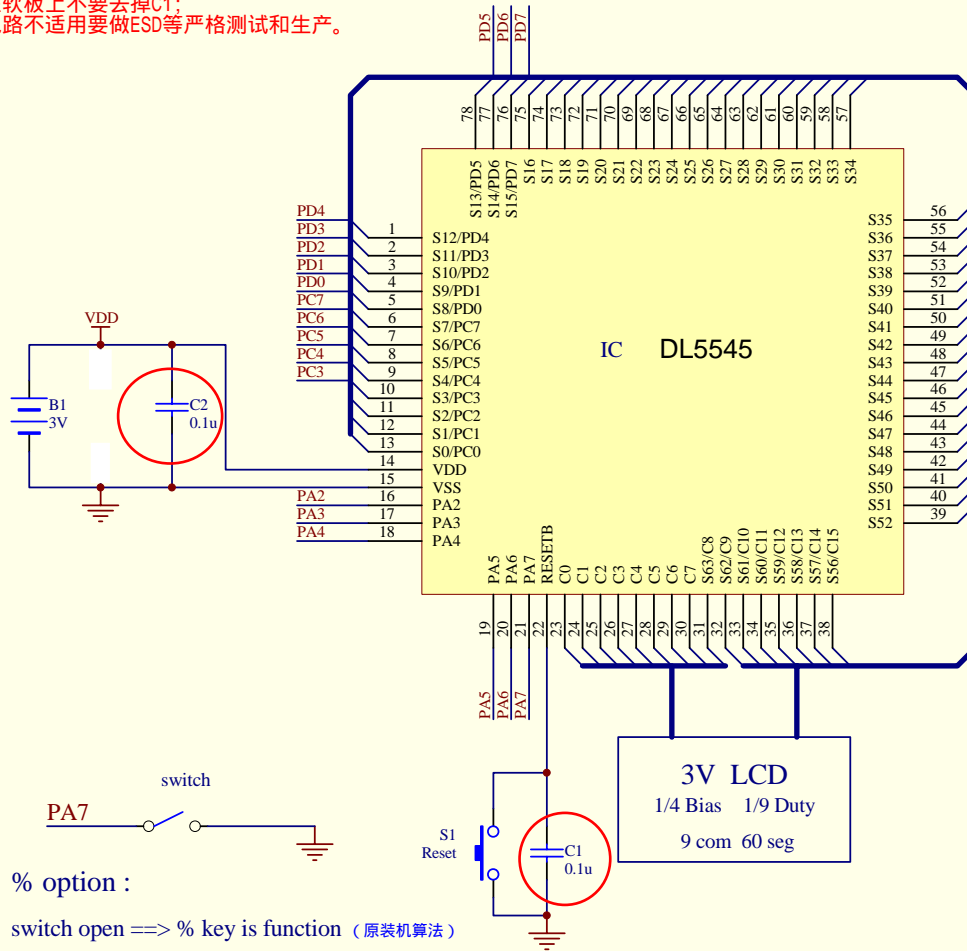 软板上不要去掉C1;
路不适用要做ESD等严格测试和生产。
PD5
PD6
PD7
78
77
76
75
74
73
72
71
70
69
68
67
66
65
64
63
62
61
60
59
58
57
S13/PD5
S14/PD6
S15/PD7
S16
S17
S18
S19
S20
S21
S22
S23
S24
S25
S26
S27
S28
S29
S30
S31
S32
S33
S34
PD4
PD3
PD2
PD1
PD0
PC7
PC6
PC5
PC4
PC3
1 S12/PD4
2 S11/PD3
3 S10/PD2
4 S9/PD1
5 S8/PD0
6 S7/PC7
7 S6/PC6
8 S5/PC5
9 S4/PC4
10 S3/PC3
11 S2/PC2
12 S1/PC1
13 S0/PC0
14 VDD
15 VSS
PA2 16 PA2
PA3 17 PA3
PA4 18 PA4
IC DL5545
S35 56
S36 55
S37 54
S38 53
S39 52
S40 51
S41 50
S42 49
S43 48
S44 47
S45 46
S46 45
S47 44
S48 43
S49 42
S50 41
S51 40
S52 39
VDD
B1
3V
C2
0.1u
PA5
PA6
PA7
RESETB
C0
C1
C2
C3
C4
C5
C6
C7
S63/C8
S62/C9
S61/C10
S60/C11
S59/C12
S58/C13
S57/C14
S56/C15
19
20
21
22
23
24
25
26
27
28
29
30
31
32
33
34
35
36
37
38
PA5
PA6
PA7
3V LCD
1/4 Bias 1/9 Duty
9 com 60 seg
S1
Reset
C1
0.1u
switch
PA7
% option :
switch open ==> % key is function （原装机算法）